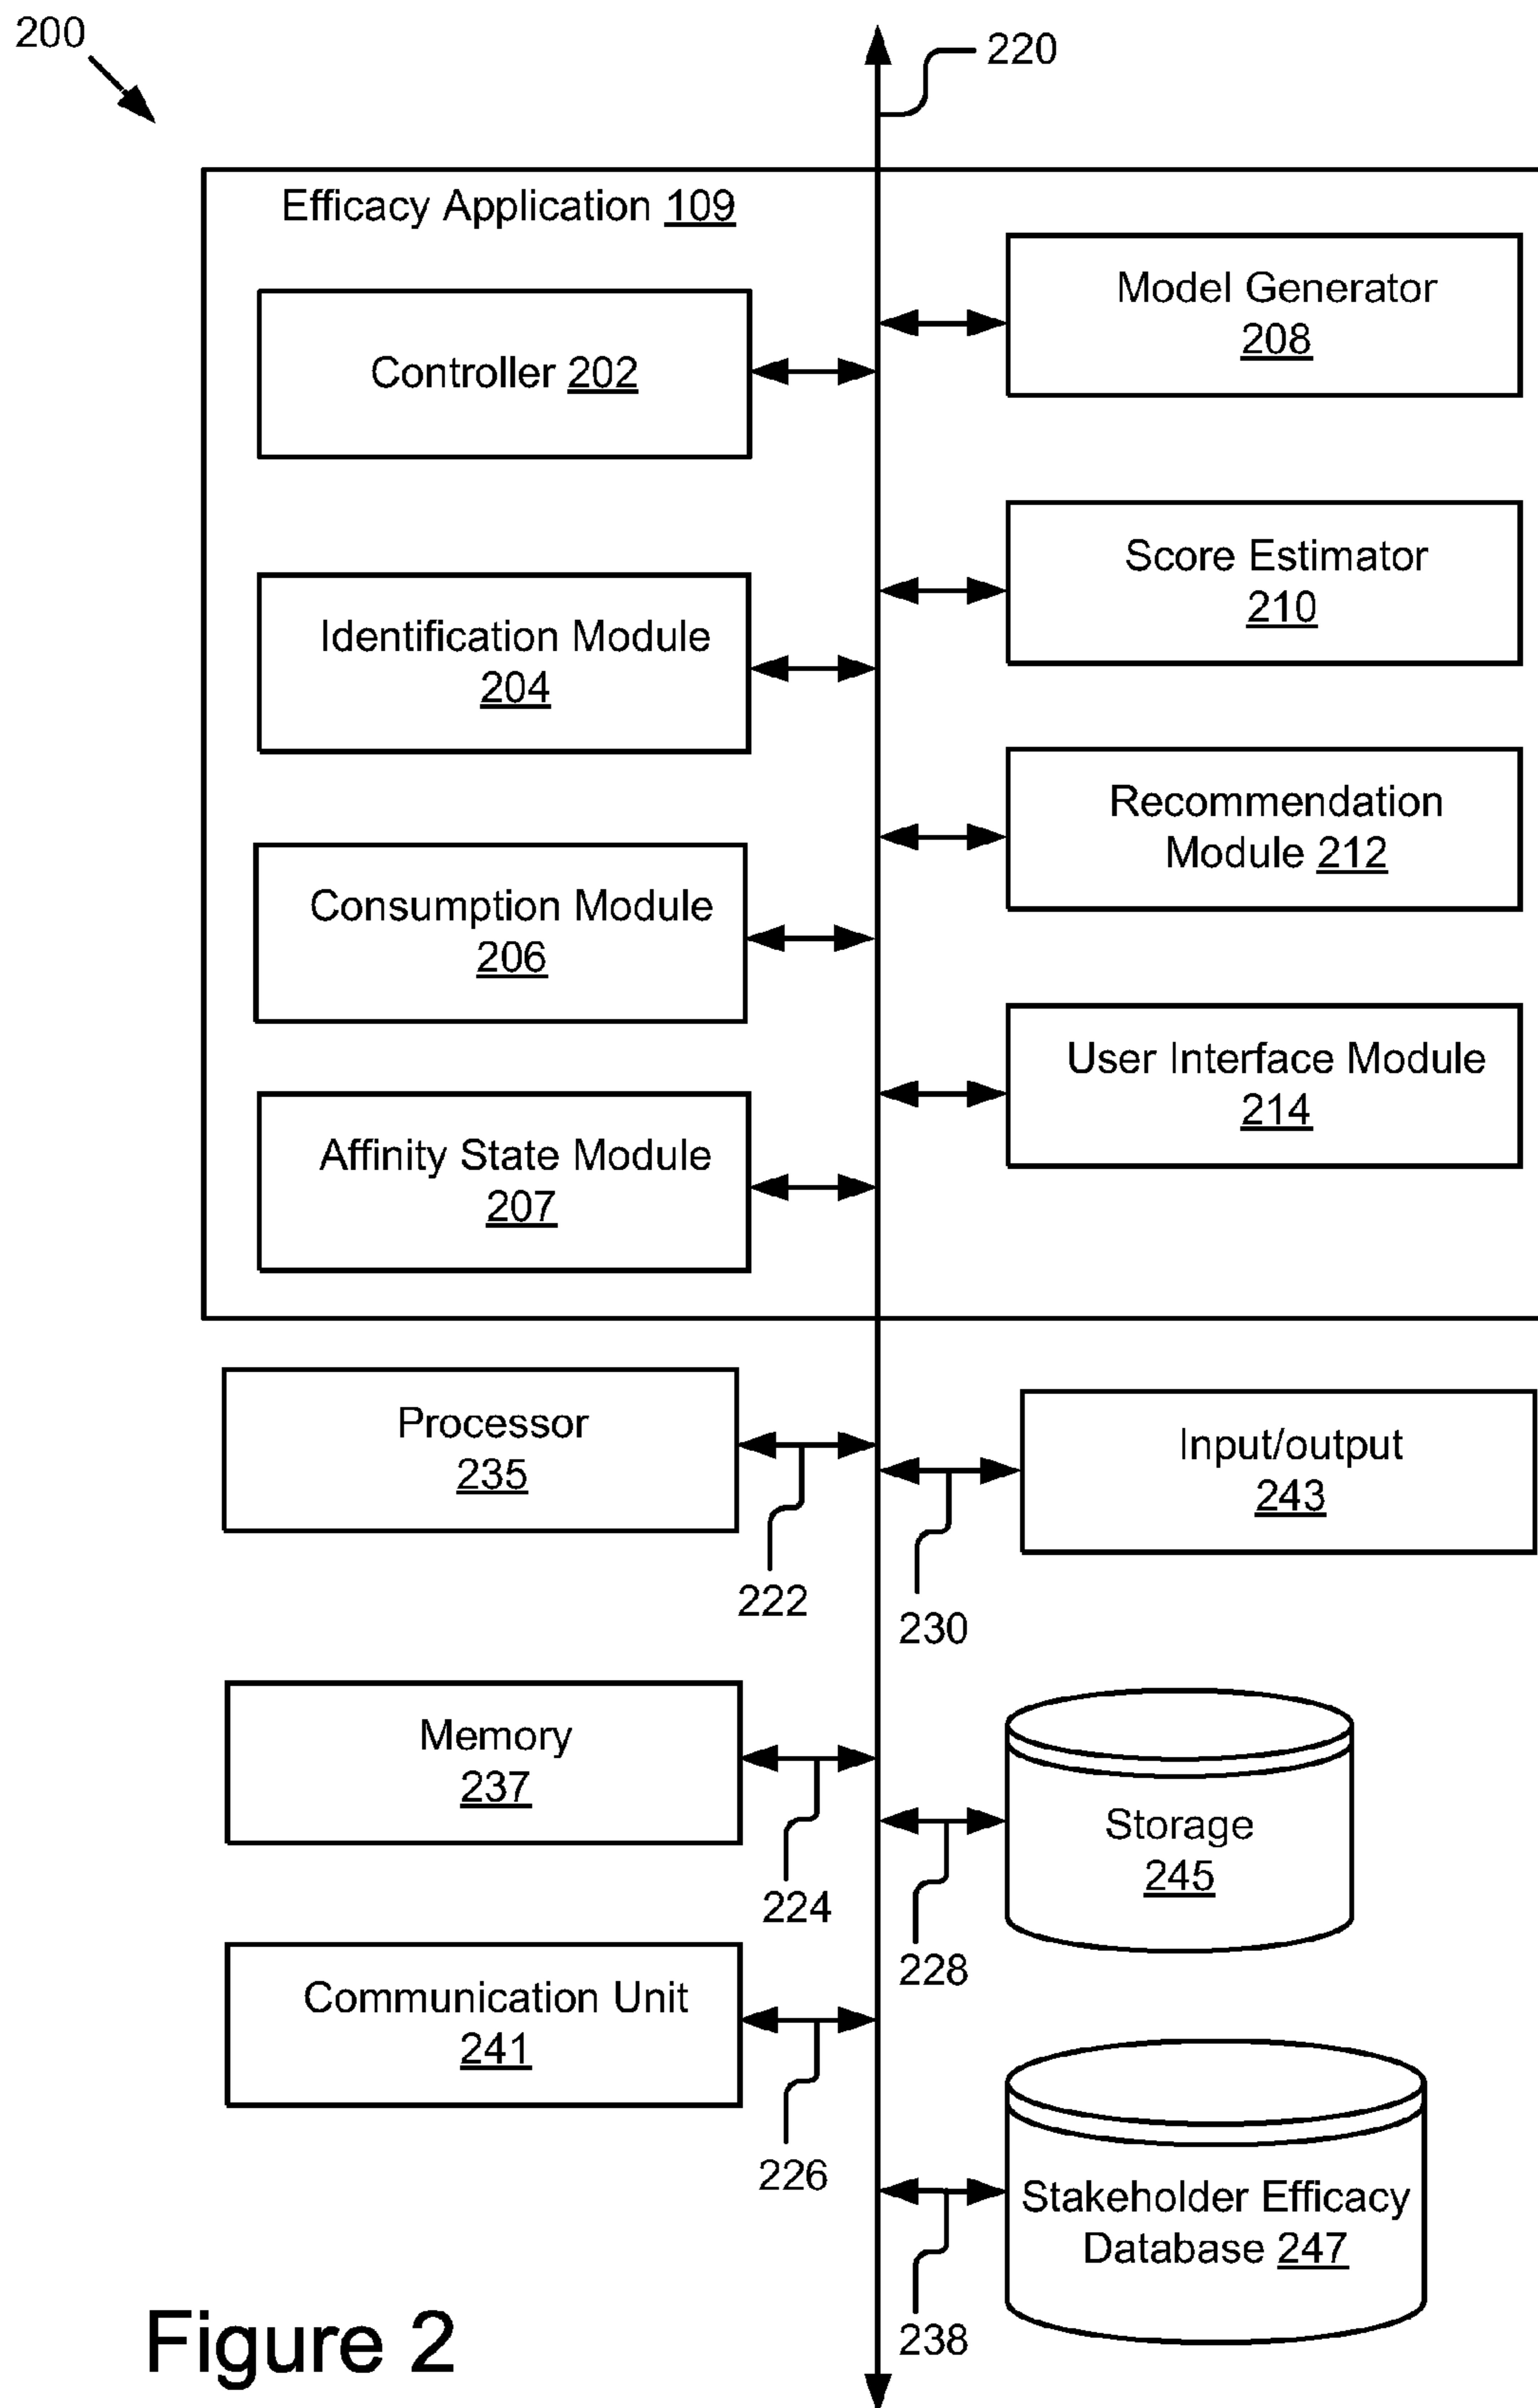 200
220
Efficacy Application 109
Model Generator
208
Controller 202
Score Estimator
210
Identification Module
204
Recommendation
Module 212
Consumption Module
206
User Interface Module
214
Affinity State Module
207
Processor
235
Input/output
243
222
230
Memory
237
Storage
245
224
228
Communication Unit
241
226
Stakeholder Efficacy
Database 247
238
Figure 2